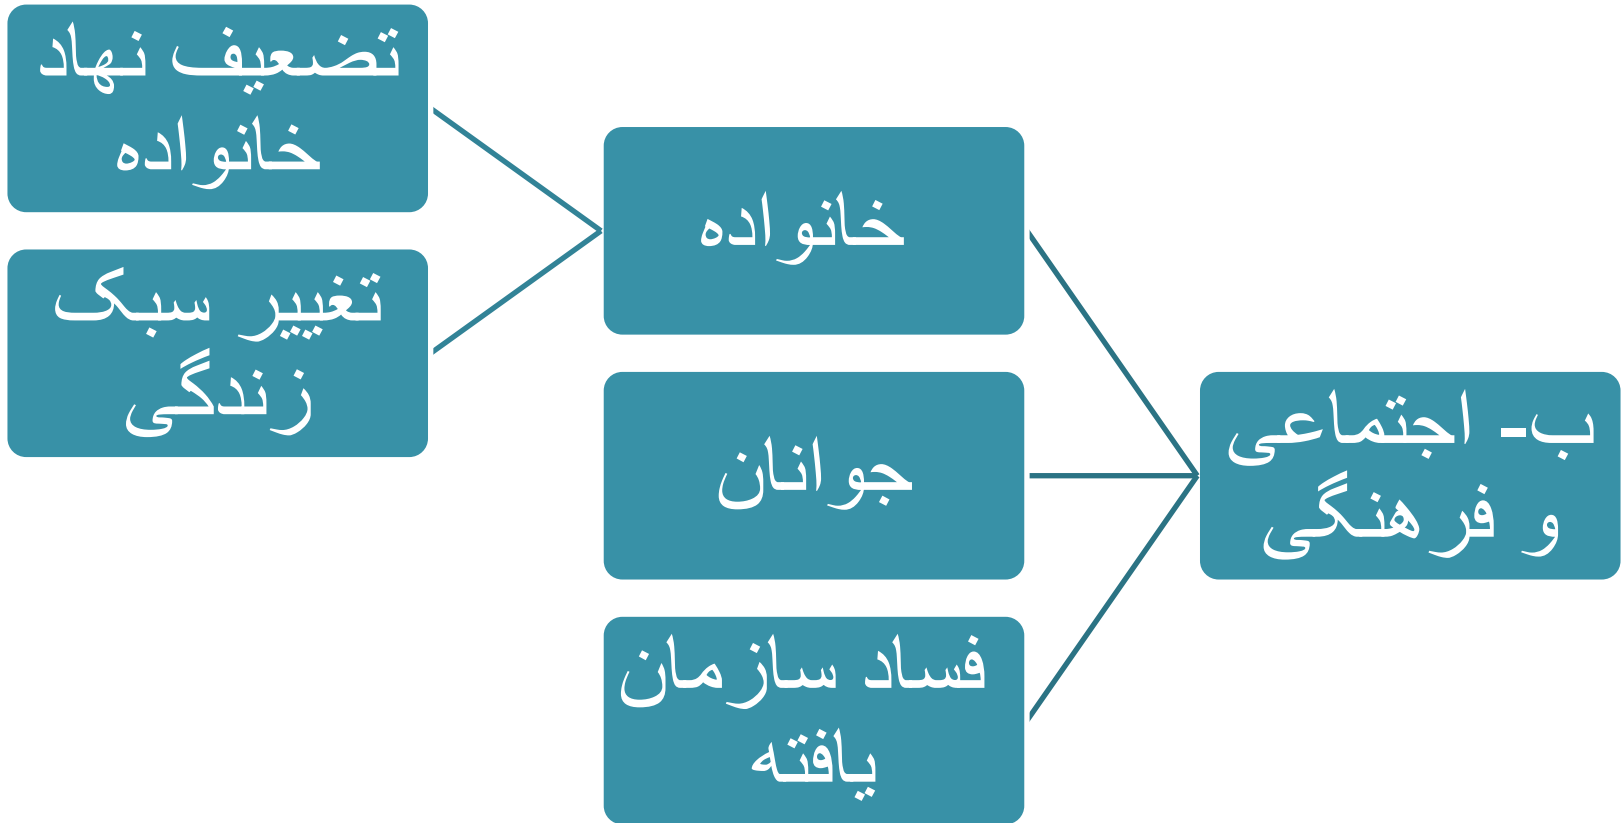 ب- اجتماعی
و فرهنگی
خانواده
تضعیف نهاد
خانواده
تغییر سبک
زندگی
جوانان
فساد سازمان
یافته